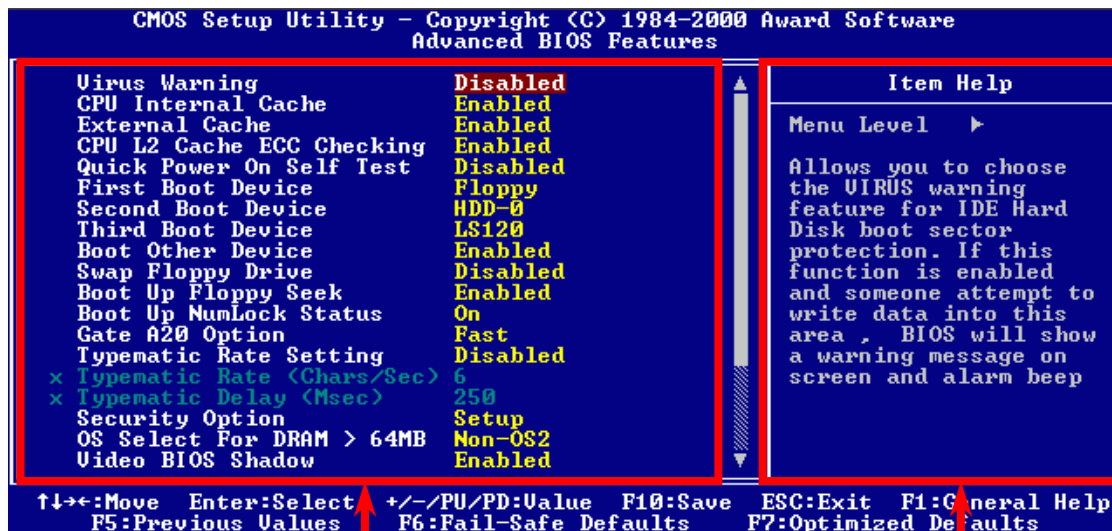 CMOS Setup Utility – Copyright (C) 1984–2000 Award Software
Advanced BIOS Features
Virus Warning Disabled
CPU Internal Cache Enabled
External Cache Enabled
CPU L2 Cache ECC Checking Enabled
Quick Power On Self Test Disabled
First Boot Device Floppy
Second Boot Device HDD-0
Third Boot Device LS120
Boot Other Device Enabled
Swap Floppy Drive Disabled
Boot Up Floppy Seek Enabled
Boot Up NumLock Status On
Gate A20 Option Fast
Typematic Rate Setting Disabled
x Typematic Rate (Chars/Sec) 6
x Typematic Delay (Msec) 250
Security Option Setup
OS Select For DRAM > 64MB Non-OS2
Video BIOS Shadow Enabled
Item Help
Menu Level ▶
Allows you to choose
the VIRUS warning
feature for IDE Hard
Disk boot sector
protection. If this
function is enabled
and someone attempt to
write data into this
area , BIOS will show
a warning message on
screen and alarm beep
↑↓→←:Move Enter:Select +/-/PU/PD:Value F10:Save ESC:Exit F1:General Help
F5:Previous Values F6:Fail-Safe Defaults F7:Optimized Defaults